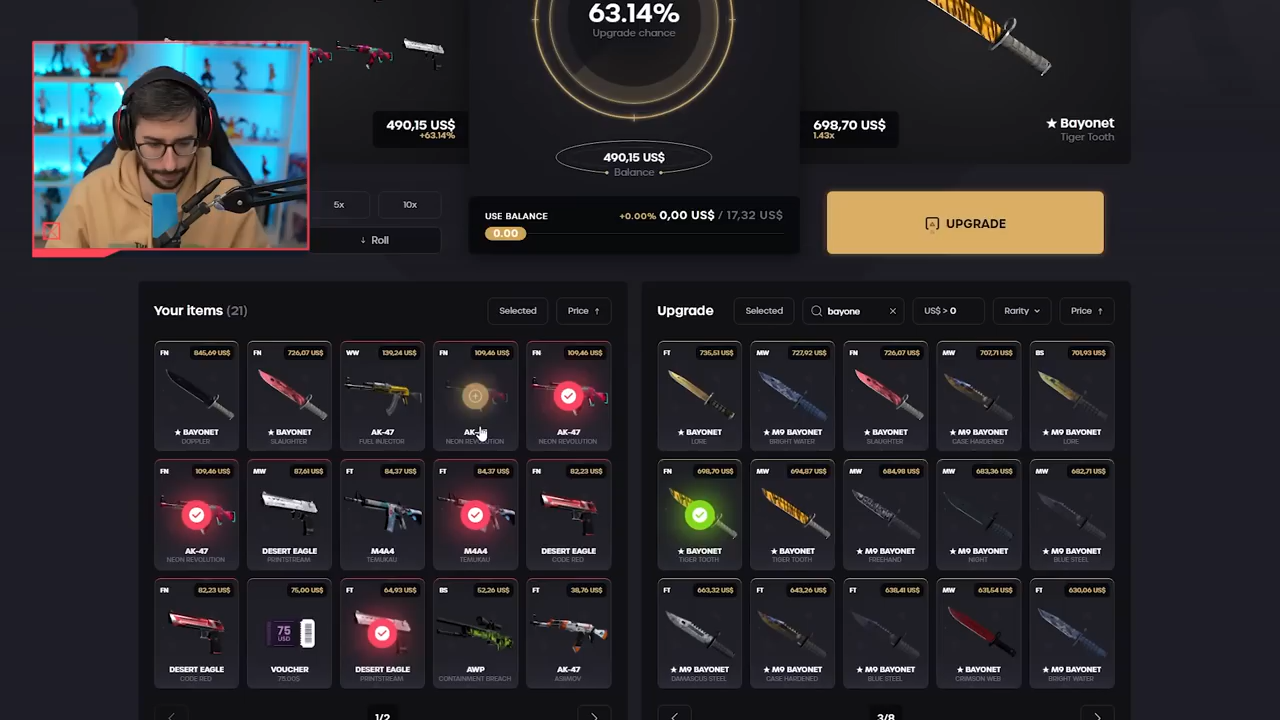 63.14%
Upgrade chance
490,15 US$
+63.14%
698,70 US$
1.43x
★ Bayonet
Tiger Tooth
490,15 US$
Balance
5x
10x
↓ Roll
USE BALANCE
+0.00% 0,00 US$ / 17,32 US$
0.00
UPGRADE
Your items (21)
Selected
Price ↑
Upgrade
Selected
bayone
US$ > 0
Rarity
Price ↑
FN 845,69 US$
★ BAYONET
DOPPLER
FN 726,07 US$
★ BAYONET
SLAUGHTER
WW 139,24 US$
AK-47
FUEL INJECTOR
FN 109,46 US$
NEON REVOLUTION
FN 109,46 US$
AK-47
NEON REVOLUTION
FN 109,46 US$
AK-47
NEON REVOLUTION
MW 87,61 US$
DESERT EAGLE
PRINTSTREAM
FT 84,37 US$
M4A4
TEMUKAU
FT 84,37 US$
M4A4
TEMUKAU
FN 82,23 US$
DESERT EAGLE
CODE RED
FN 82,23 US$
DESERT EAGLE
CODE RED
75,00 US$
75
USD
VOUCHER
75.00$
FT 64,93 US$
DESERT EAGLE
PRINTSTREAM
BS 52,26 US$
AWP
CONTAINMENT BREACH
FT 38,76 US$
AK-47
ASIIMOV
1/2
FT 735,51 US$
★ BAYONET
LORE
MW 727,92 US$
★ M9 BAYONET
BRIGHT WATER
FN 726,07 US$
★ BAYONET
SLAUGHTER
MW 707,71 US$
★ M9 BAYONET
CASE HARDENED
BS 701,93 US$
★ M9 BAYONET
LORE
FN 698,70 US$
★ BAYONET
TIGER TOOTH
MW 694,87 US$
★ BAYONET
TIGER TOOTH
FT 684,98 US$
★ M9 BAYONET
FREEHAND
MW 683,36 US$
★ M9 BAYONET
NIGHT
MW 682,71 US$
★ M9 BAYONET
BLUE STEEL
FT 663,32 US$
★ M9 BAYONET
DAMASCUS STEEL
FT 643,26 US$
★ M9 BAYONET
CASE HARDENED
FT 638,41 US$
★ M9 BAYONET
BLUE STEEL
MW 631,54 US$
★ BAYONET
CRIMSON WEB
FT 630,06 US$
★ M9 BAYONET
BRIGHT WATER
3/8